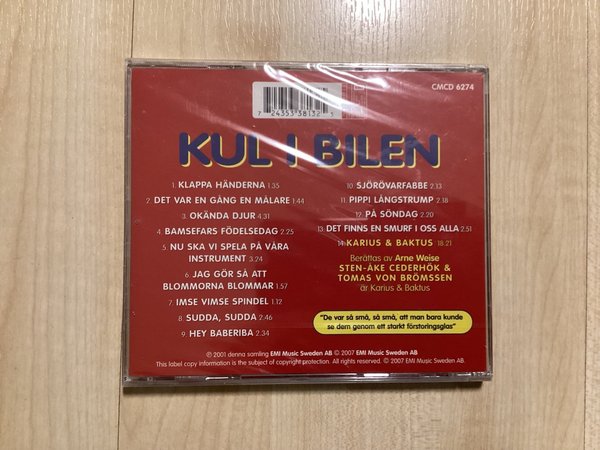 CMCD 6274
7 24353 38132 5
KUL I BILEN
1. KLAPPA HÄNDERNA 1.35
2. DET VAR EN GÅNG EN MÅLARE 1.44
3. OKÄNDA DJUR 4.31
4. BAMSEFARS FÖDELSEDAG 2.25
5. NU SKA VI SPELA PÅ VÅRA
INSTRUMENT 3.24
6. JAG GÖR SÅ ATT
BLOMMORNA BLOMMAR 1.57
7. IMSE VIMSE SPINDEL 1.12
8. SUDDA, SUDDA 2.46
9. HEY BABERIBA 2.34
10. SJÖRÖVARFABBE 2.13
11. PIPPI LÅNGSTRUMP 2.18
12. PÅ SÖNDAG 2.20
13. DET FINNS EN SMURF I OSS ALLA 2.51
14. KARIUS & BAKTUS 18.21
Berättas av Arne Weise
STEN-ÅKE CEDERHÖK &
TOMAS VON BRÖMSSEN
är Karius & Baktus
"De var så små, så små, att man bara kunde
se dem genom ett starkt förstoringsglas"
℗ 2001 denna samling EMI Music Sweden AB © 2007 EMI Music Sweden AB.
This label copy information is the subject of copyright protection. All rights reserved. © 2007 EMI Music Sweden AB.